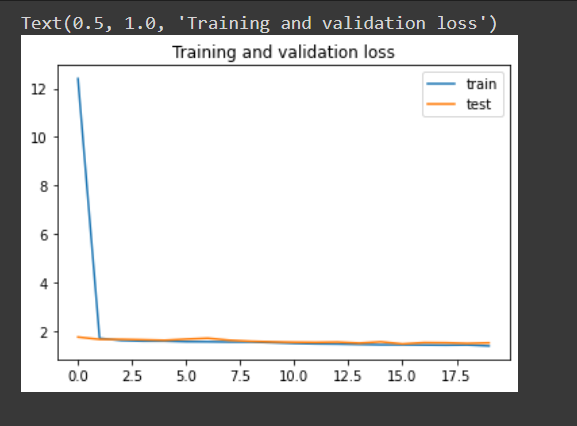 Text(0.5, 1.0, 'Training and validation loss')
Training and validation loss
train
test
12
10
8
6
4
2
0.0 2.5 5.0 7.5 10.0 12.5 15.0 17.5